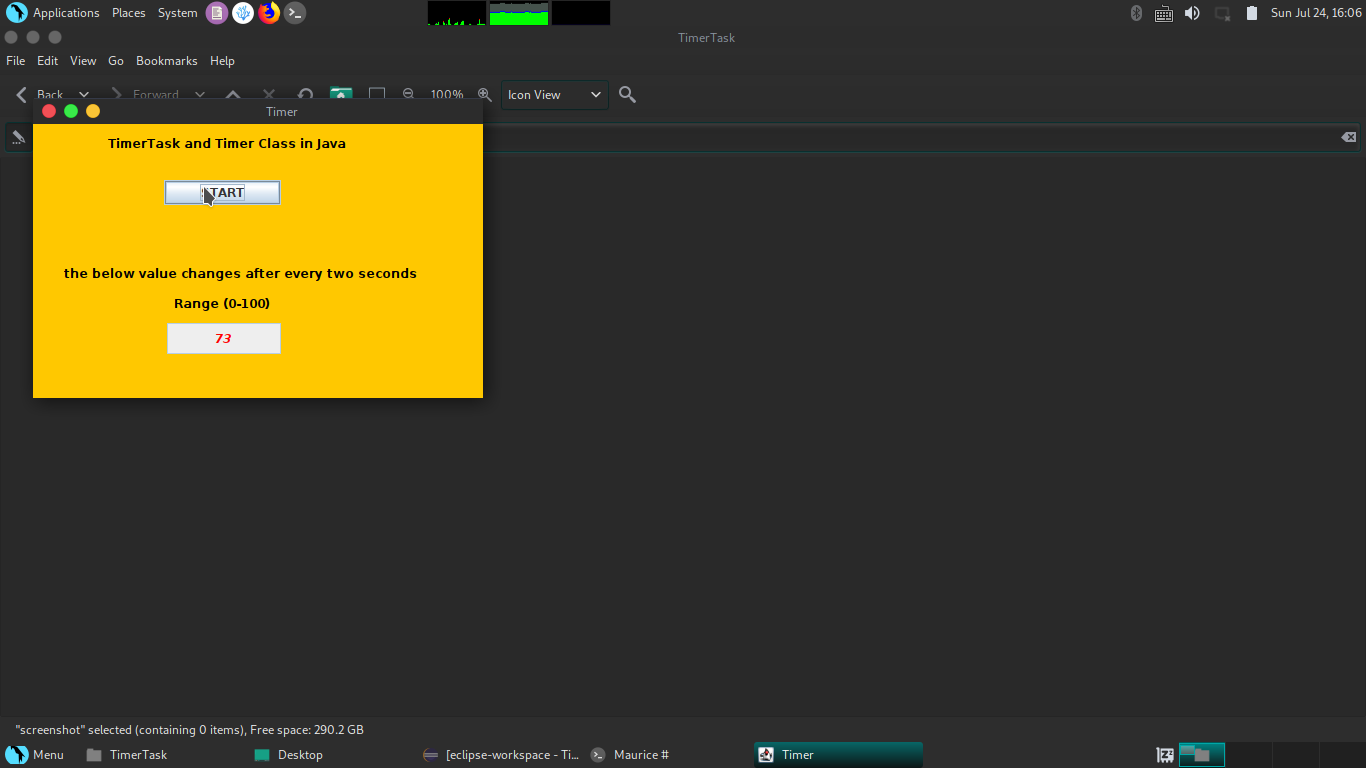 Applications Places System Sun Jul 24, 16:06
TimerTask
File Edit View Go Bookmarks Help
Back Forward 100% Icon View
Timer
TimerTask and Timer Class in Java
START
the below value changes after every two seconds
Range (0-100)
73
"screenshot" selected (containing 0 items), Free space: 290.2 GB
Menu TimerTask Desktop [eclipse-workspace - Ti... Maurice # Timer